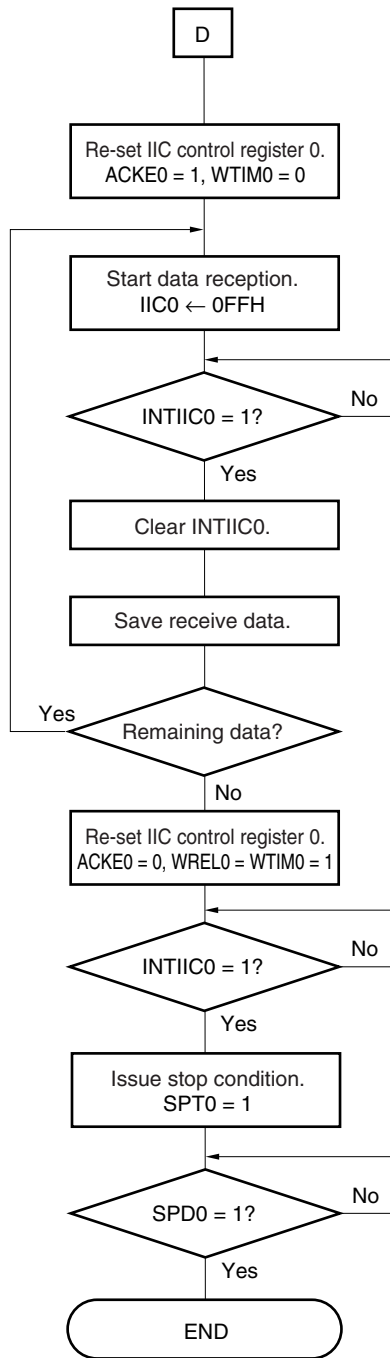 D
Re-set IIC control register 0.
ACKE0 = 1, WTIM0 = 0
Start data reception.
IIC0 ← 0FFH
INTIIC0 = 1?
No
Yes
Clear INTIIC0.
Save receive data.
Yes
Remaining data?
No
Re-set IIC control register 0.
ACKE0 = 0, WREL0 = WTIM0 = 1
INTIIC0 = 1?
No
Yes
Issue stop condition.
SPT0 = 1
SPD0 = 1?
No
Yes
END